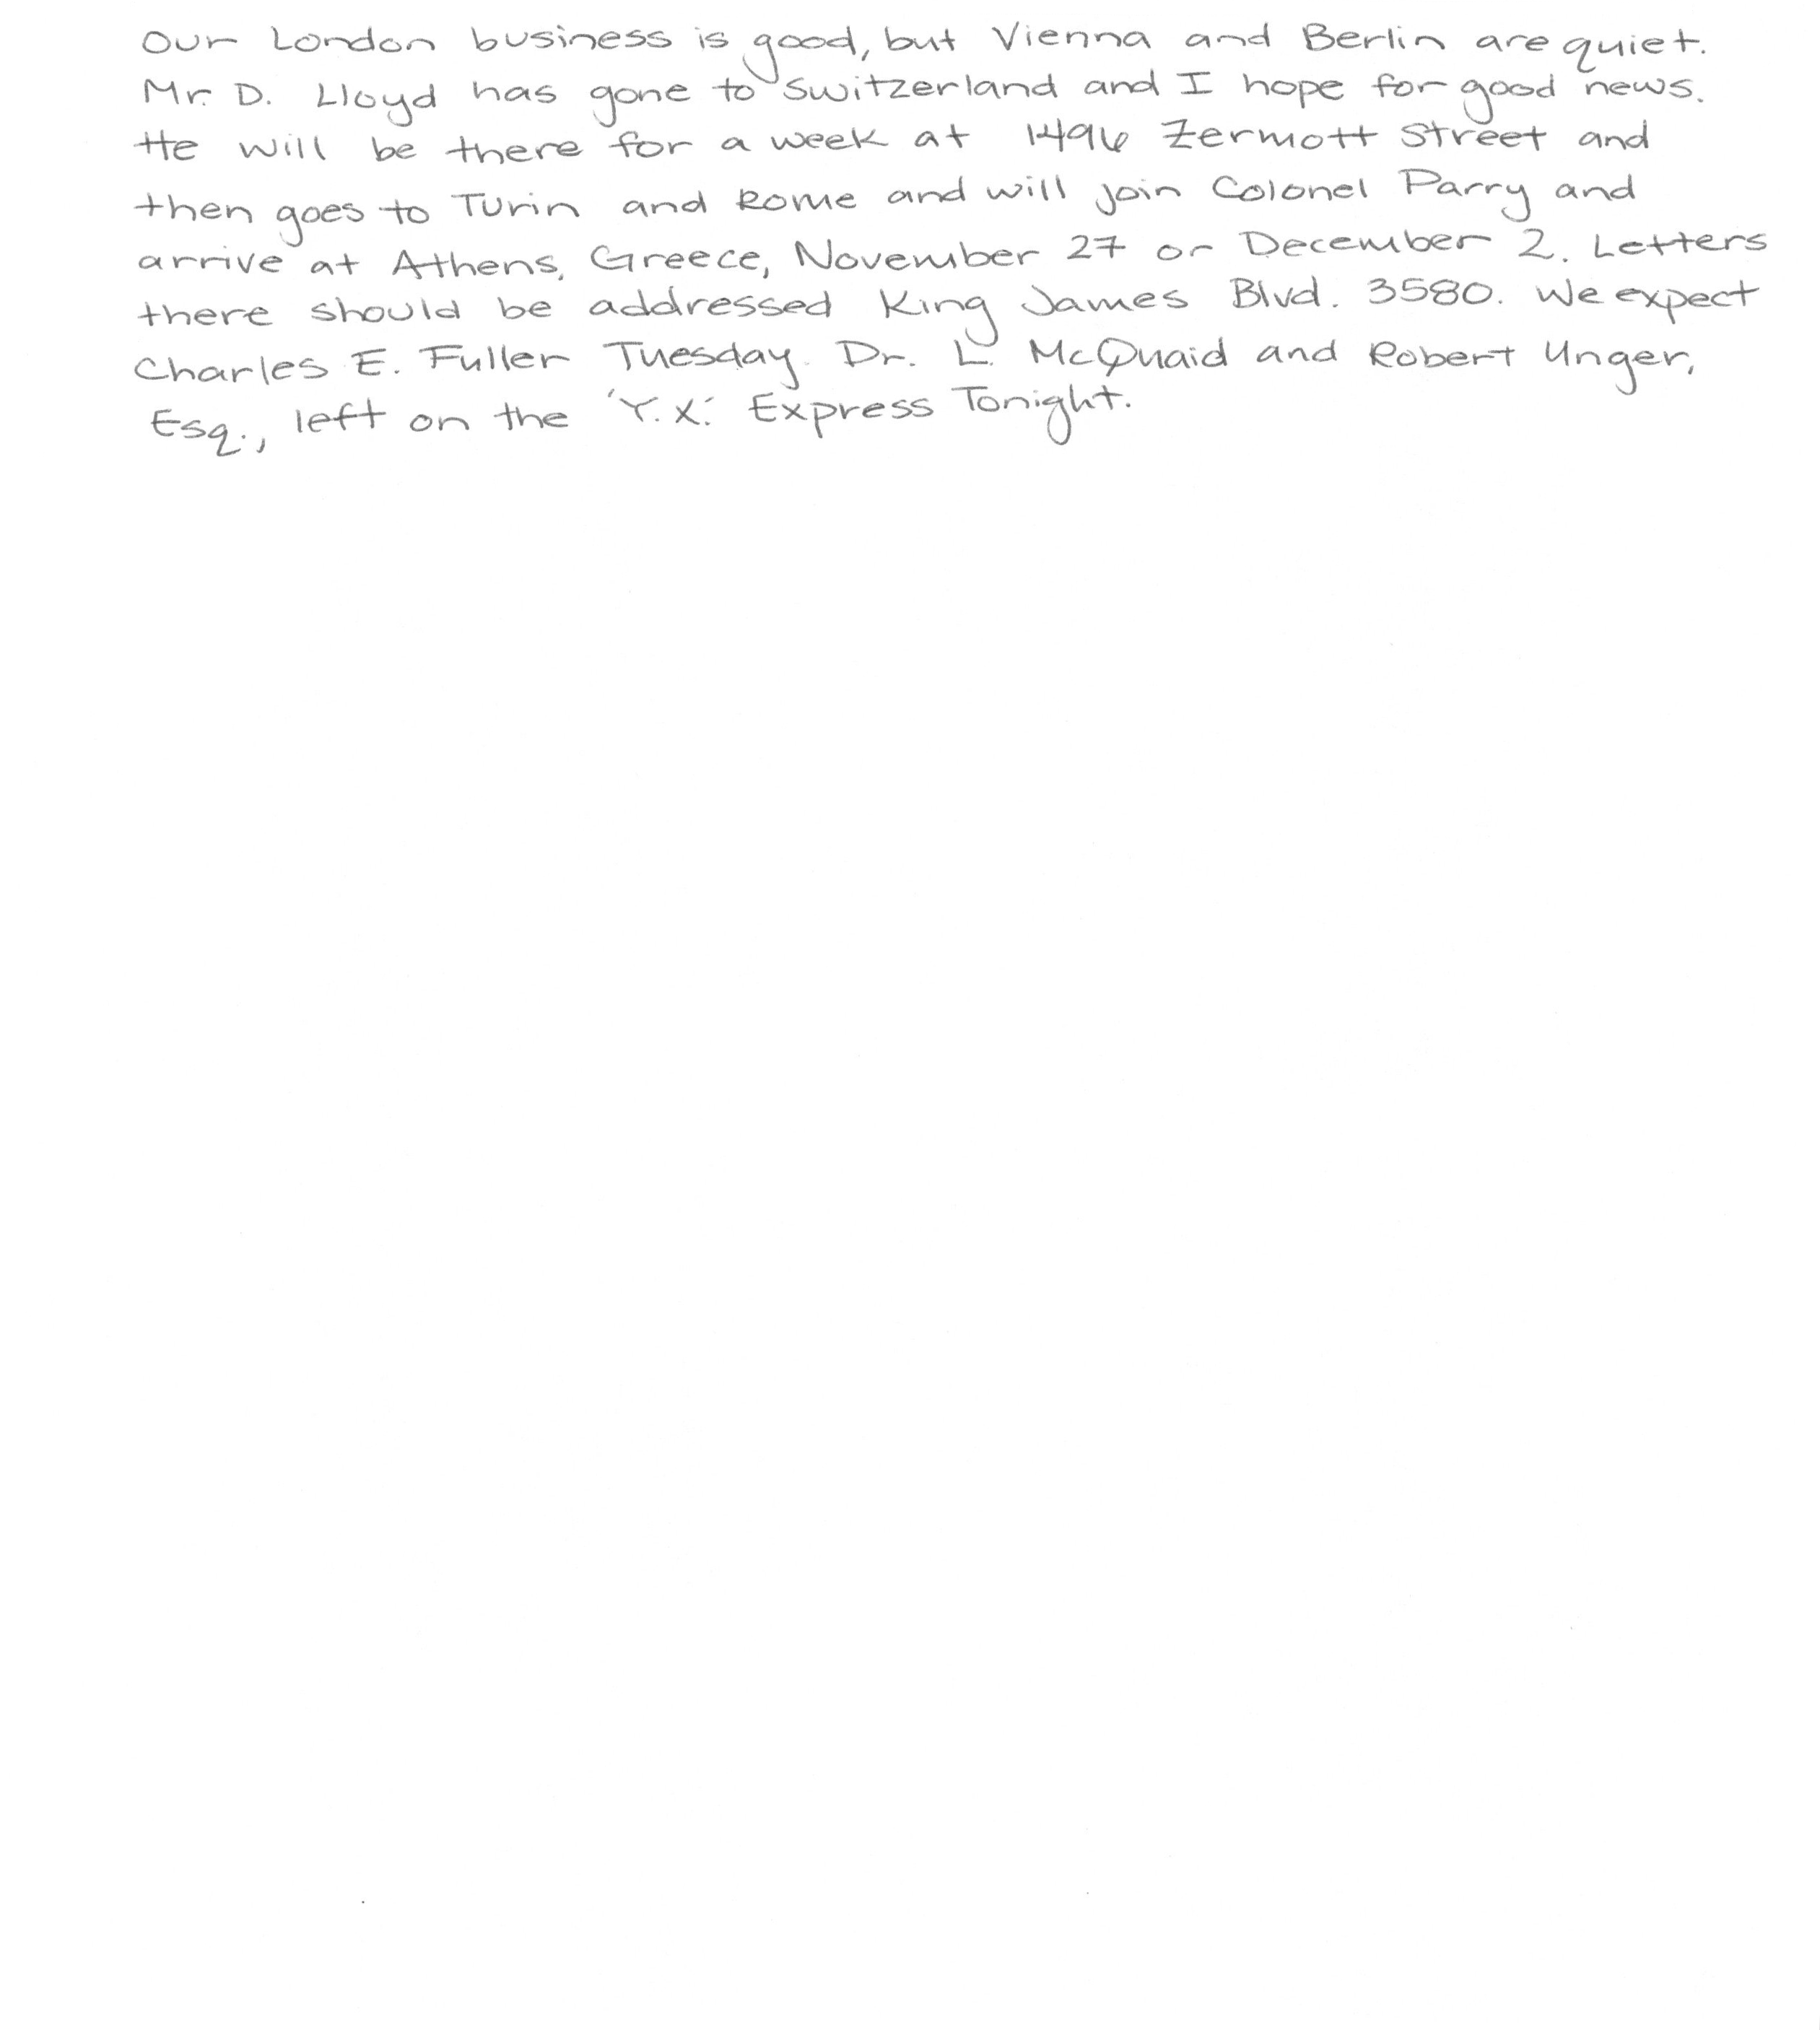 Our London business is good, but Vienna and Berlin are quiet.
Mr. D. Lloyd has gone to Switzerland and I hope for good news.
He will be there for a week at 1496 Zermott Street and
then goes to Turin and Rome and will join Colonel Parry and
arrive at Athens, Greece, November 27 or December 2. Letters
there should be addressed King James Blvd. 3580. We expect
Charles E. Fuller Tuesday. Dr. L. McQuaid and Robert Unger,
Esq., left on the 'Y.X.' Express Tonight.